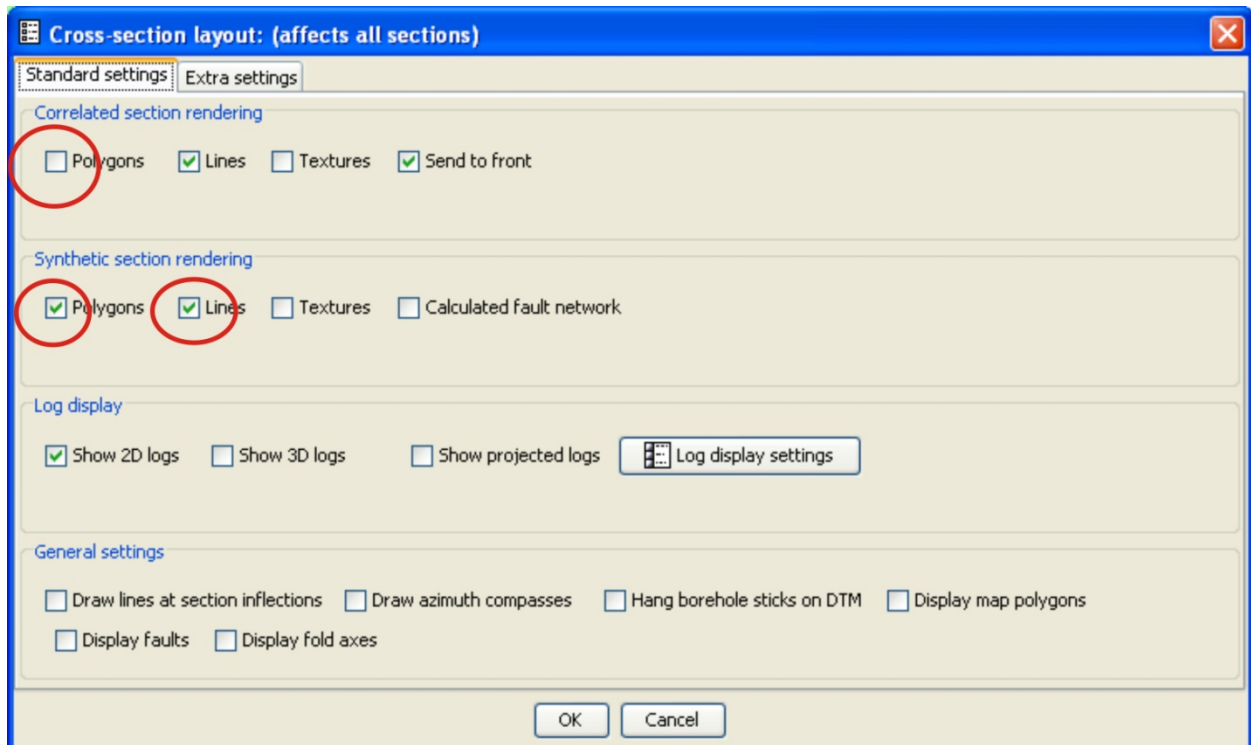 Cross-section layout: (affects all sections)
Standard settings Extra settings
Correlated section rendering
Polygons Lines Textures Send to front
Synthetic section rendering
Polygons Lines Textures Calculated fault network
Log display
Show 2D logs Show 3D logs Show projected logs Log display settings
General settings
Draw lines at section inflections Draw azimuth compasses Hang borehole sticks on DTM Display map polygons
Display faults Display fold axes
OK Cancel